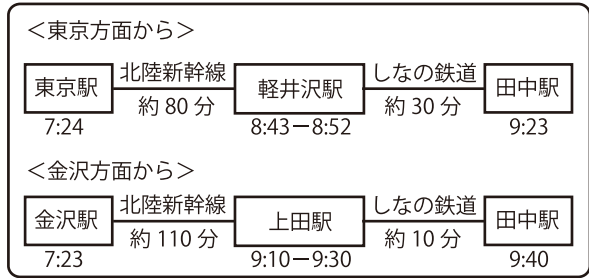 ＜東京方面から＞
北陸新幹線 しなの鉄道
東京駅 軽井沢駅 田中駅
約 80 分 約 30 分
7:24 8:43－8:52 9:23
＜金沢方面から＞
北陸新幹線 しなの鉄道
金沢駅 上田駅 田中駅
約 110 分 約 10 分
7:23 9:10－9:30 9:40